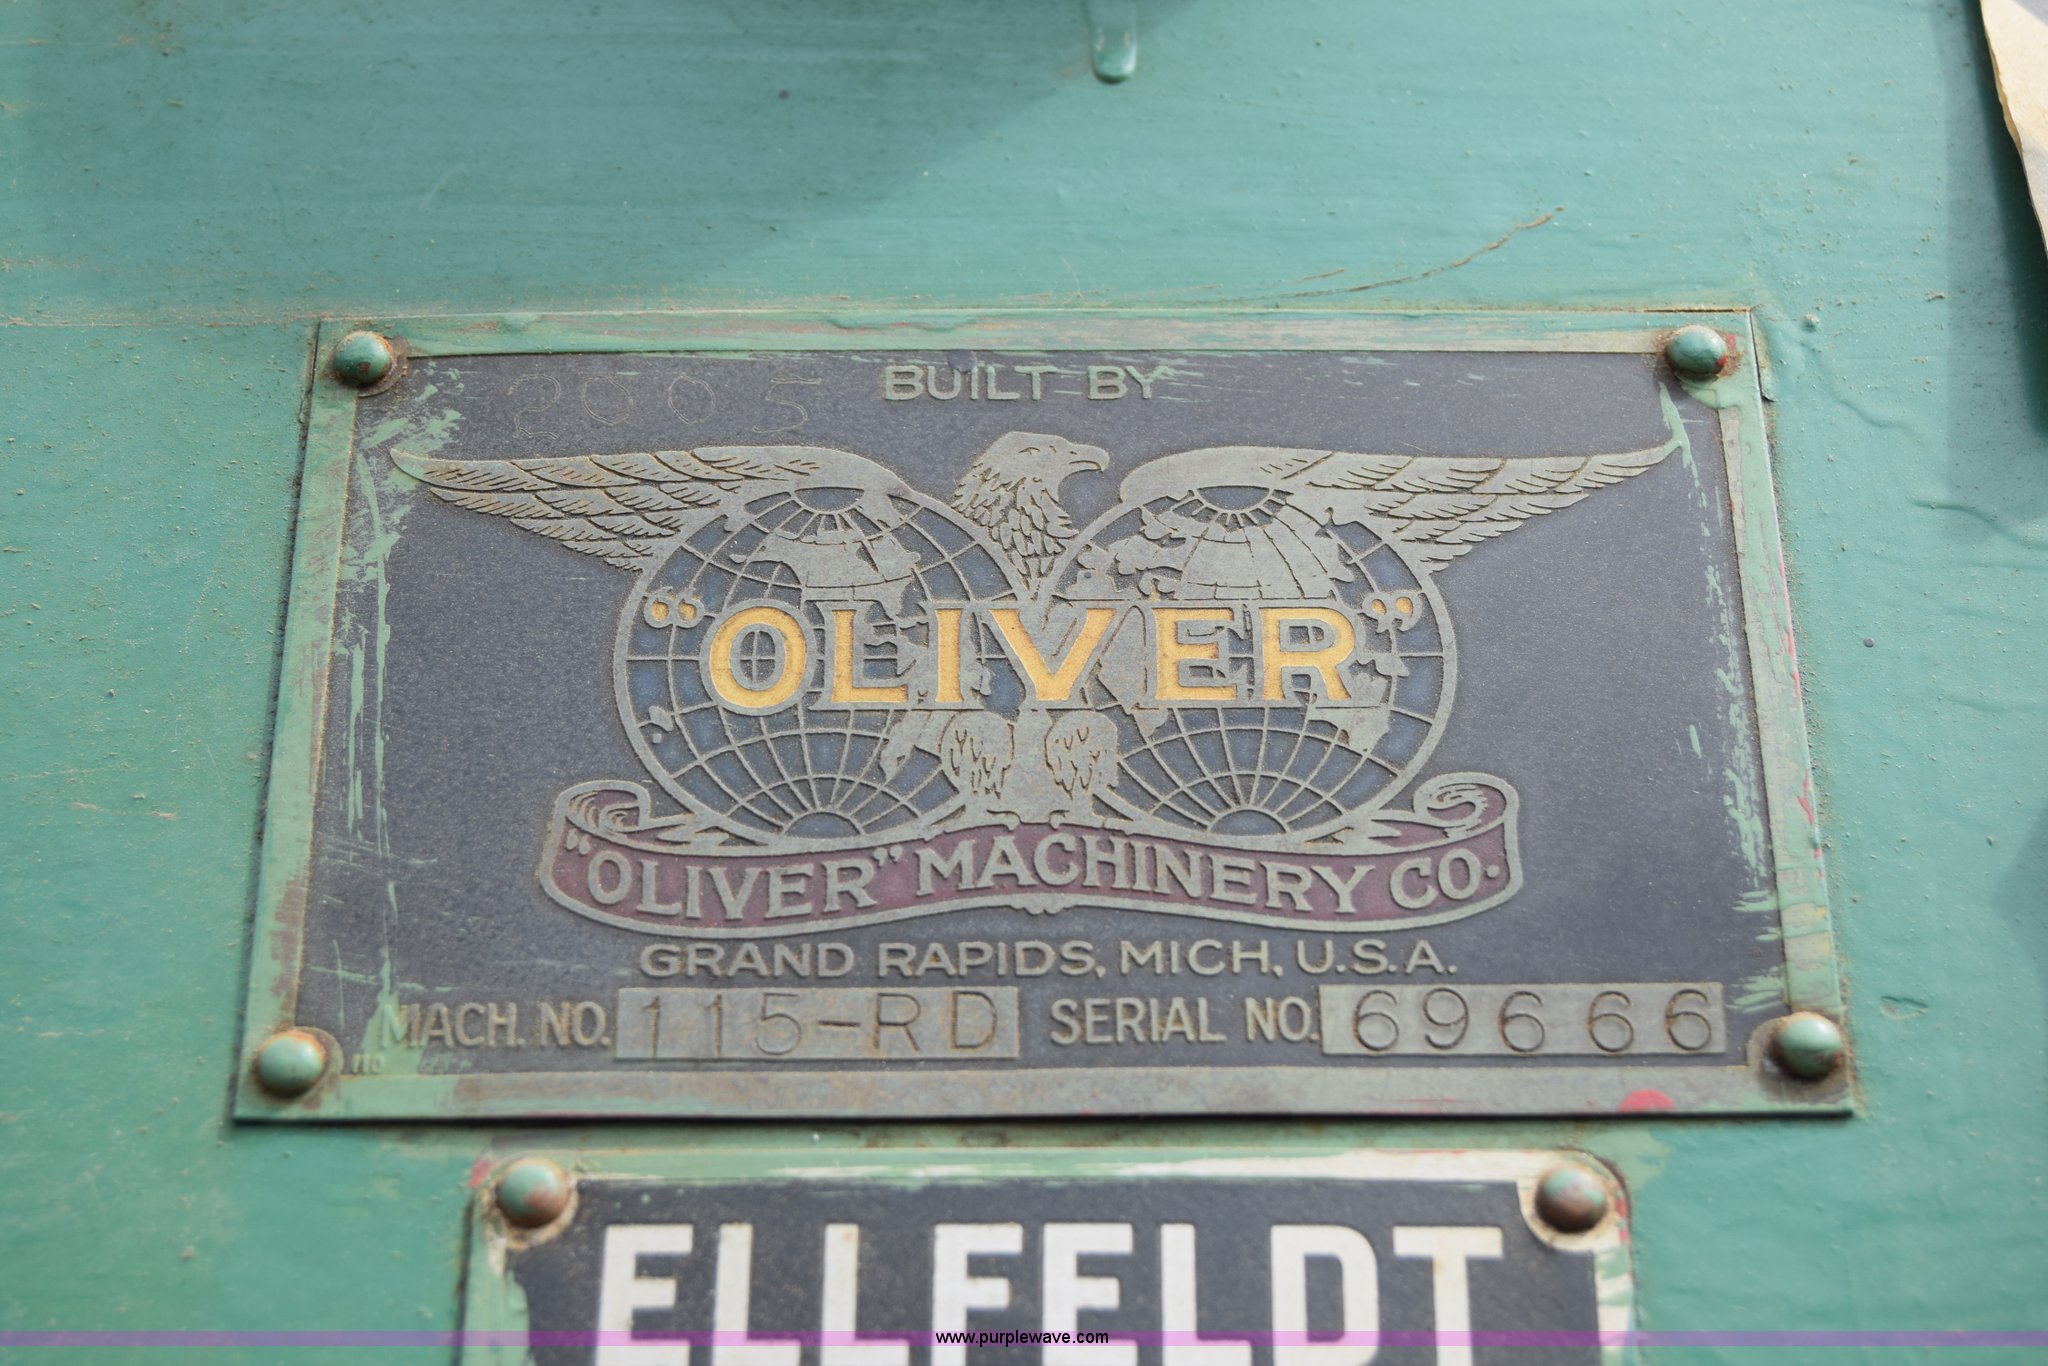 2005
BUILT BY
"OLIVER"
"OLIVER" MACHINERY CO.
GRAND RAPIDS, MICH, U.S.A.
MACH. NO. 115-RD SERIAL NO. 69666
ELLFELDT
www.purplewave.com